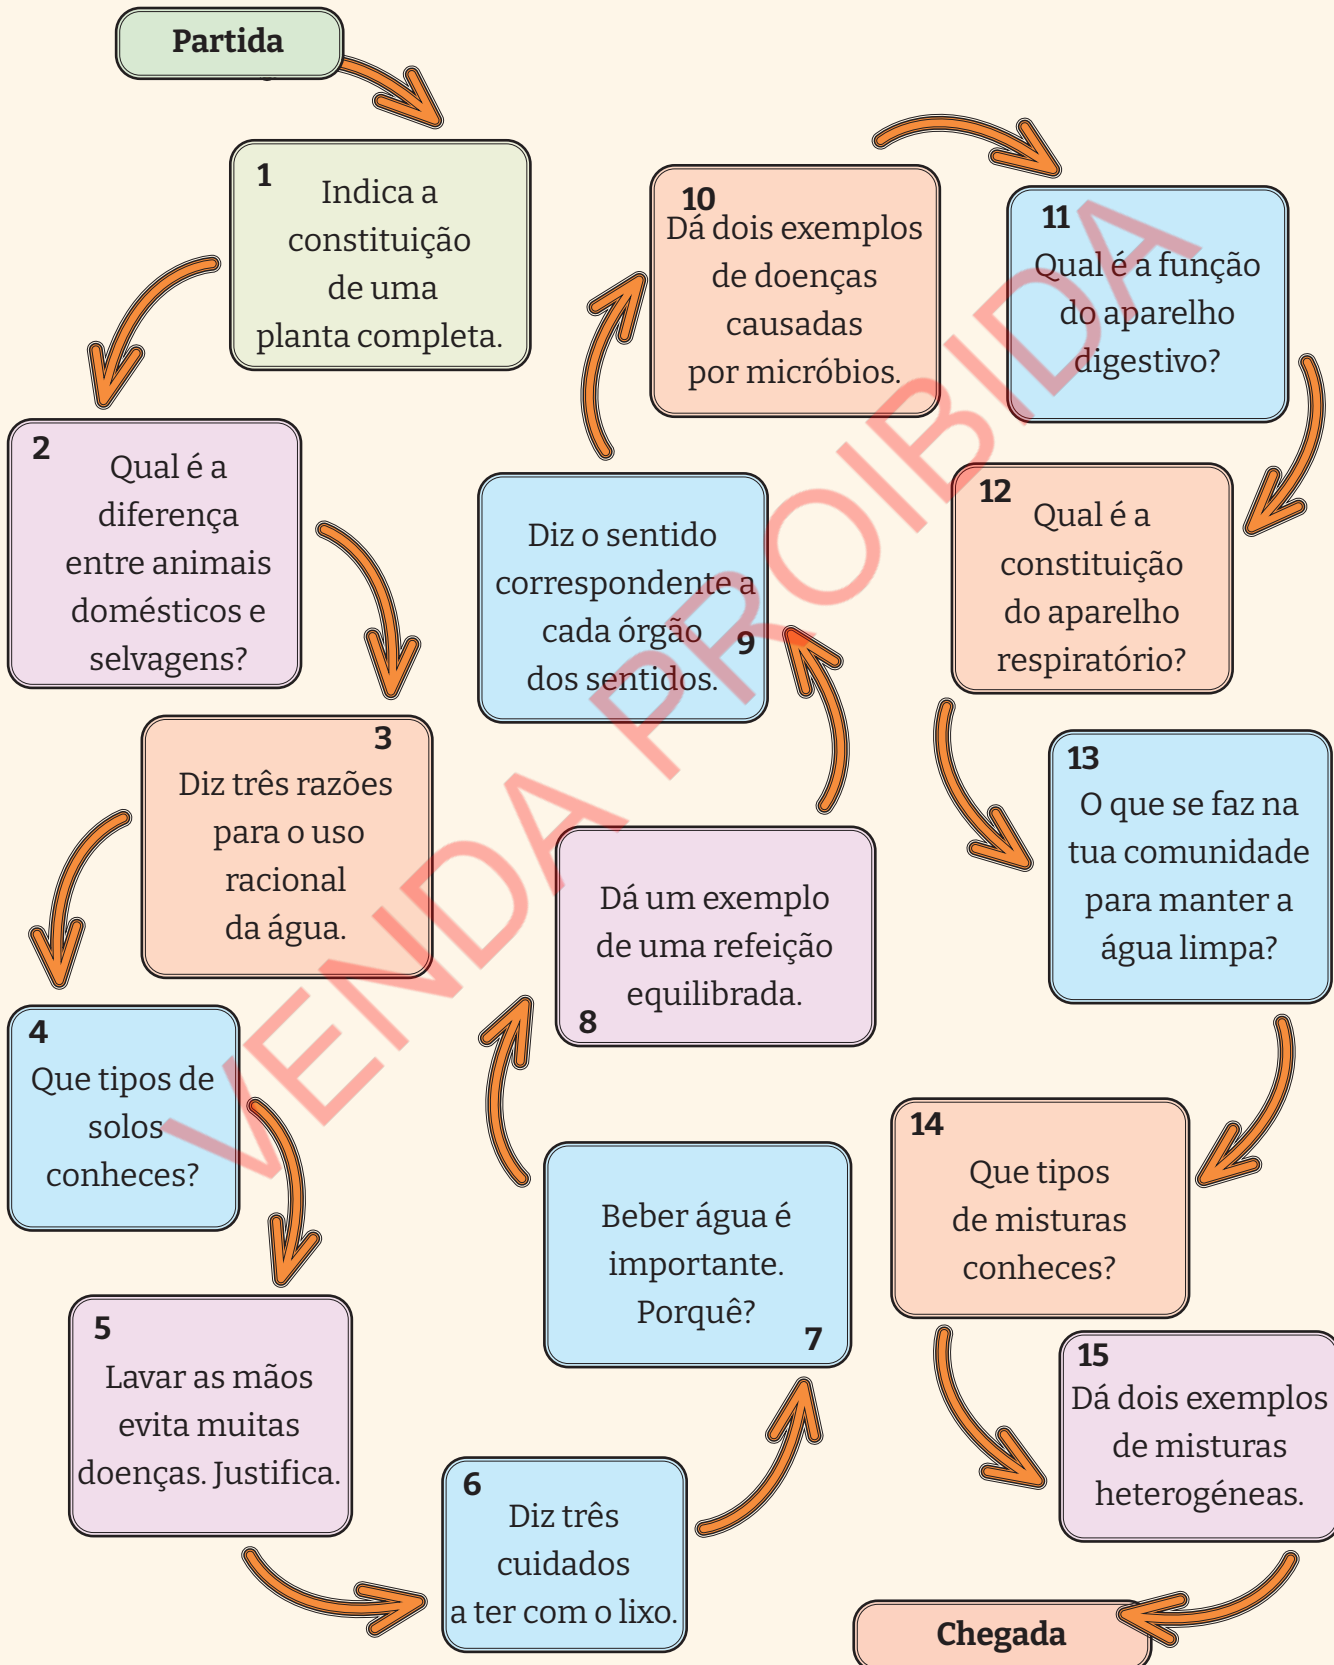 Partida
1
Indica a
constituição
de uma
planta completa.
2
Qual é a
diferença
entre animais
domésticos e
selvagens?
3
Diz três razões
para o uso
racional
da água.
4
Que tipos de
solos
conheces?
5
Lavar as mãos
evita muitas
doenças. Justifica.
6
Diz três
cuidados
a ter com o lixo.
Beber água é
importante.
Porquê?
7
Dá um exemplo
de uma refeição
equilibrada.
8
Diz o sentido
correspondente a
cada órgão
9
dos sentidos.
10
Dá dois exemplos
de doenças
causadas
por micróbios.
11
Qual é a função
do aparelho
digestivo?
12
Qual é a
constituição
do aparelho
respiratório?
13
O que se faz na
tua comunidade
para manter a
água limpa?
14
Que tipos
de misturas
conheces?
15
Dá dois exemplos
de misturas
heterogéneas.
Chegada
VENDA PROIBIDA